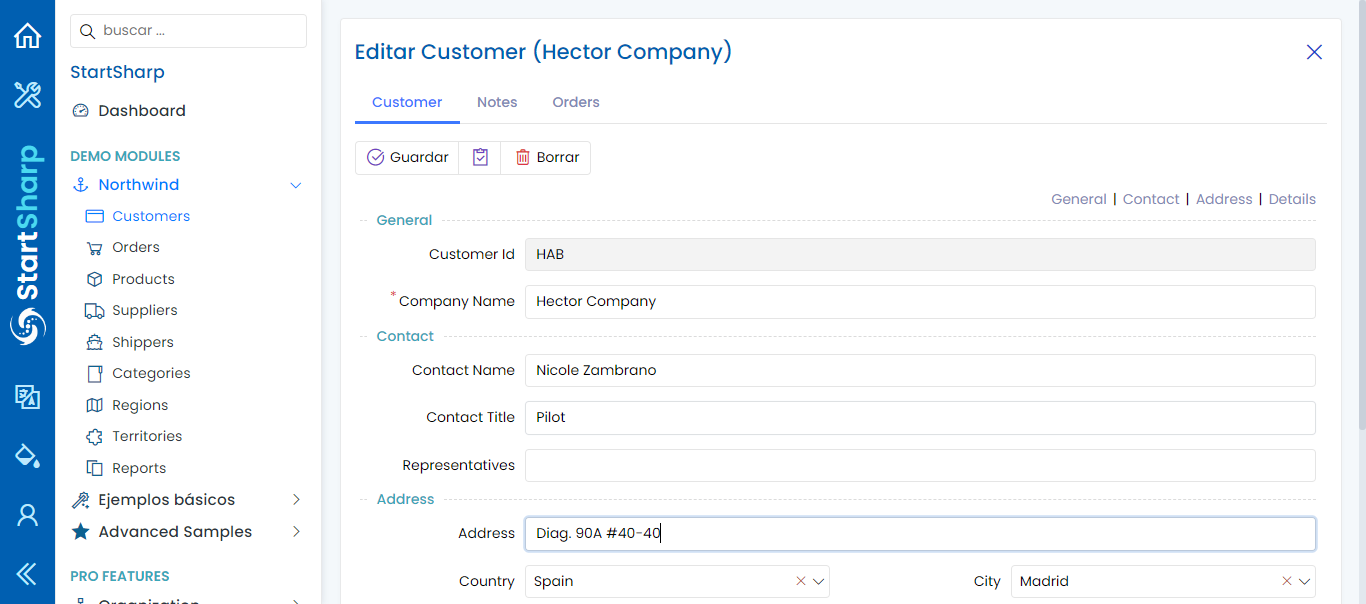 StartSharp
buscar ...
StartSharp
Dashboard
DEMO MODULES
Northwind
Customers
Orders
Products
Suppliers
Shippers
Categories
Regions
Territories
Reports
Ejemplos básicos
Advanced Samples
PRO FEATURES
Organization
Editar Customer (Hector Company)
Customer Notes Orders
Guardar Borrar
General | Contact | Address | Details
General
Customer Id HAB
* Company Name Hector Company
Contact
Contact Name Nicole Zambrano
Contact Title Pilot
Representatives
Address
Address Diag. 90A #40-40
Country Spain City Madrid